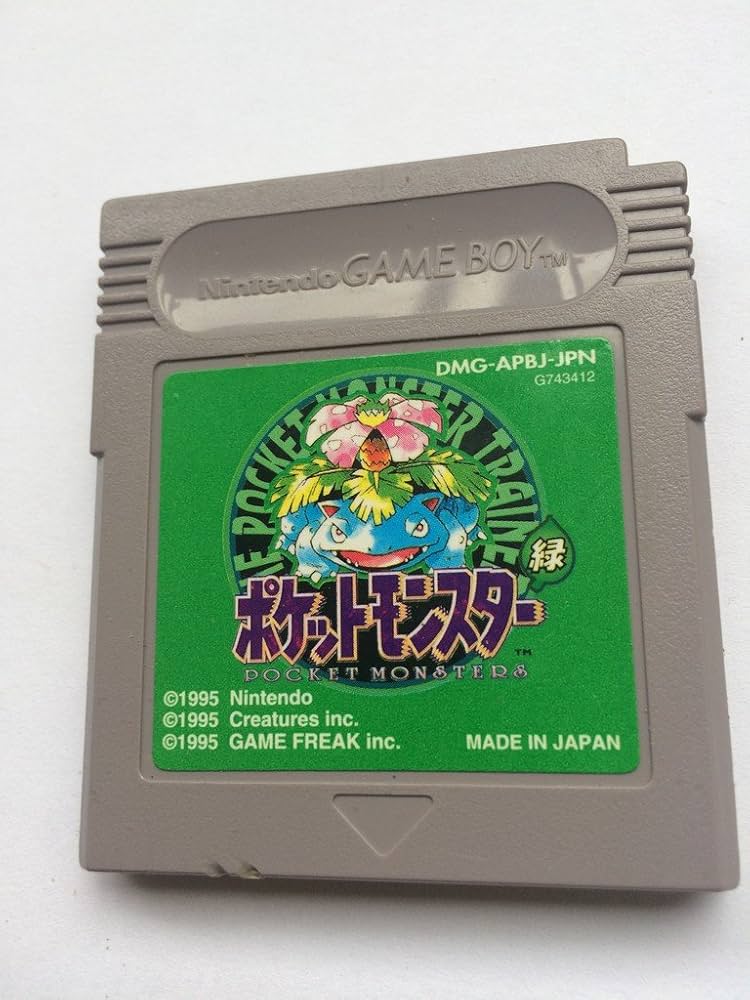 Nintendo GAME BOY™
DMG-APBJ-JPN
G743412
THE POCKET MONSTER TRAINER
緑
ポケットモンスター
POCKET MONSTERS™
©1995 Nintendo
©1995 Creatures inc.
©1995 GAME FREAK inc.
MADE IN JAPAN